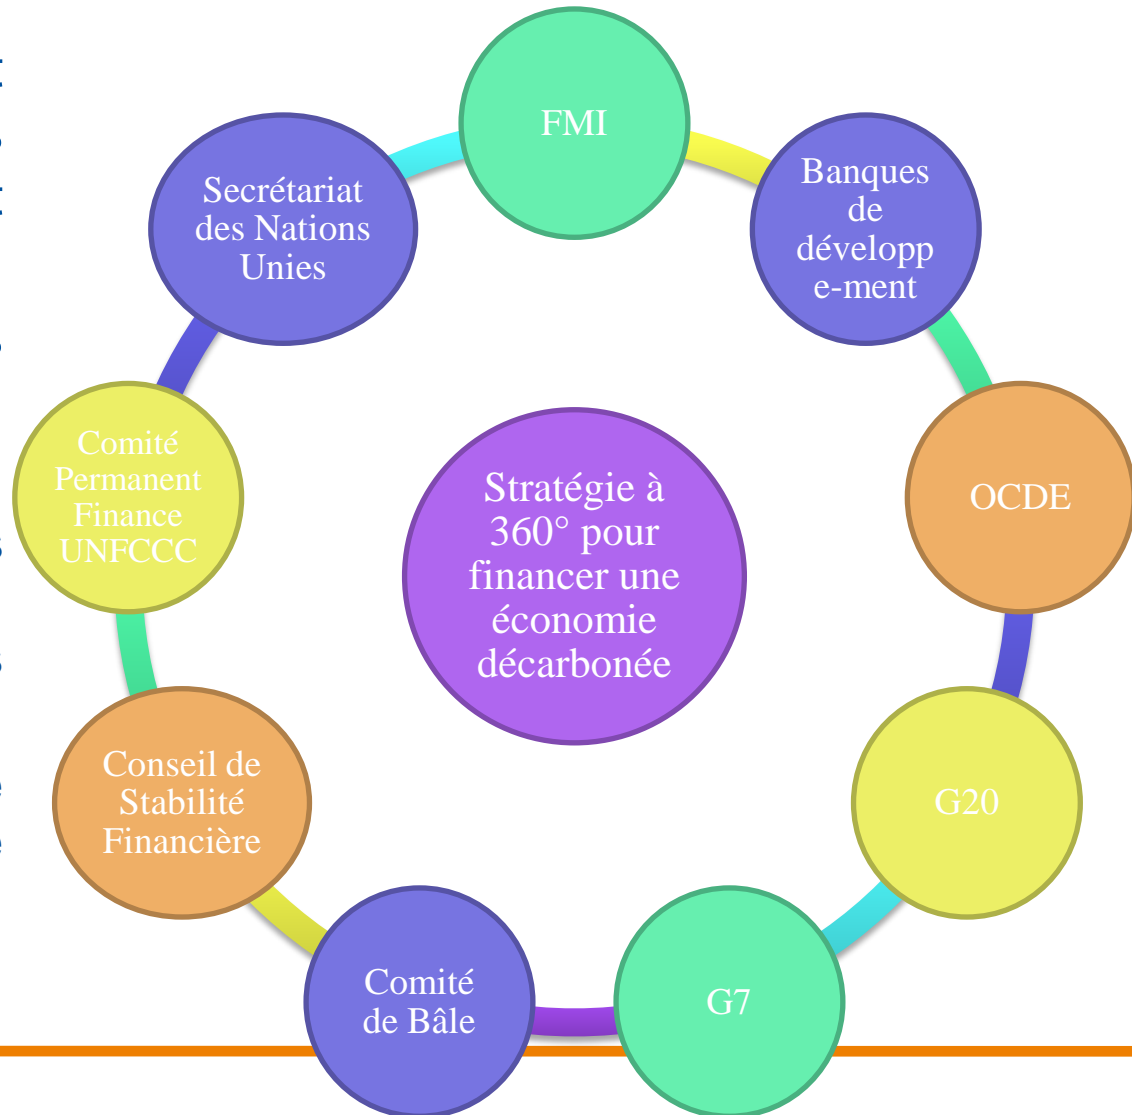 FMI
Banques
de
développ
e-ment
OCDE
G20
G7
Comité
de Bâle
Conseil de
Stabilité
Financière
Comité
Permanent
Finance
UNFCCC
Secrétariat
des Nations
Unies
Stratégie à
360° pour
financer une
économie
décarbonée